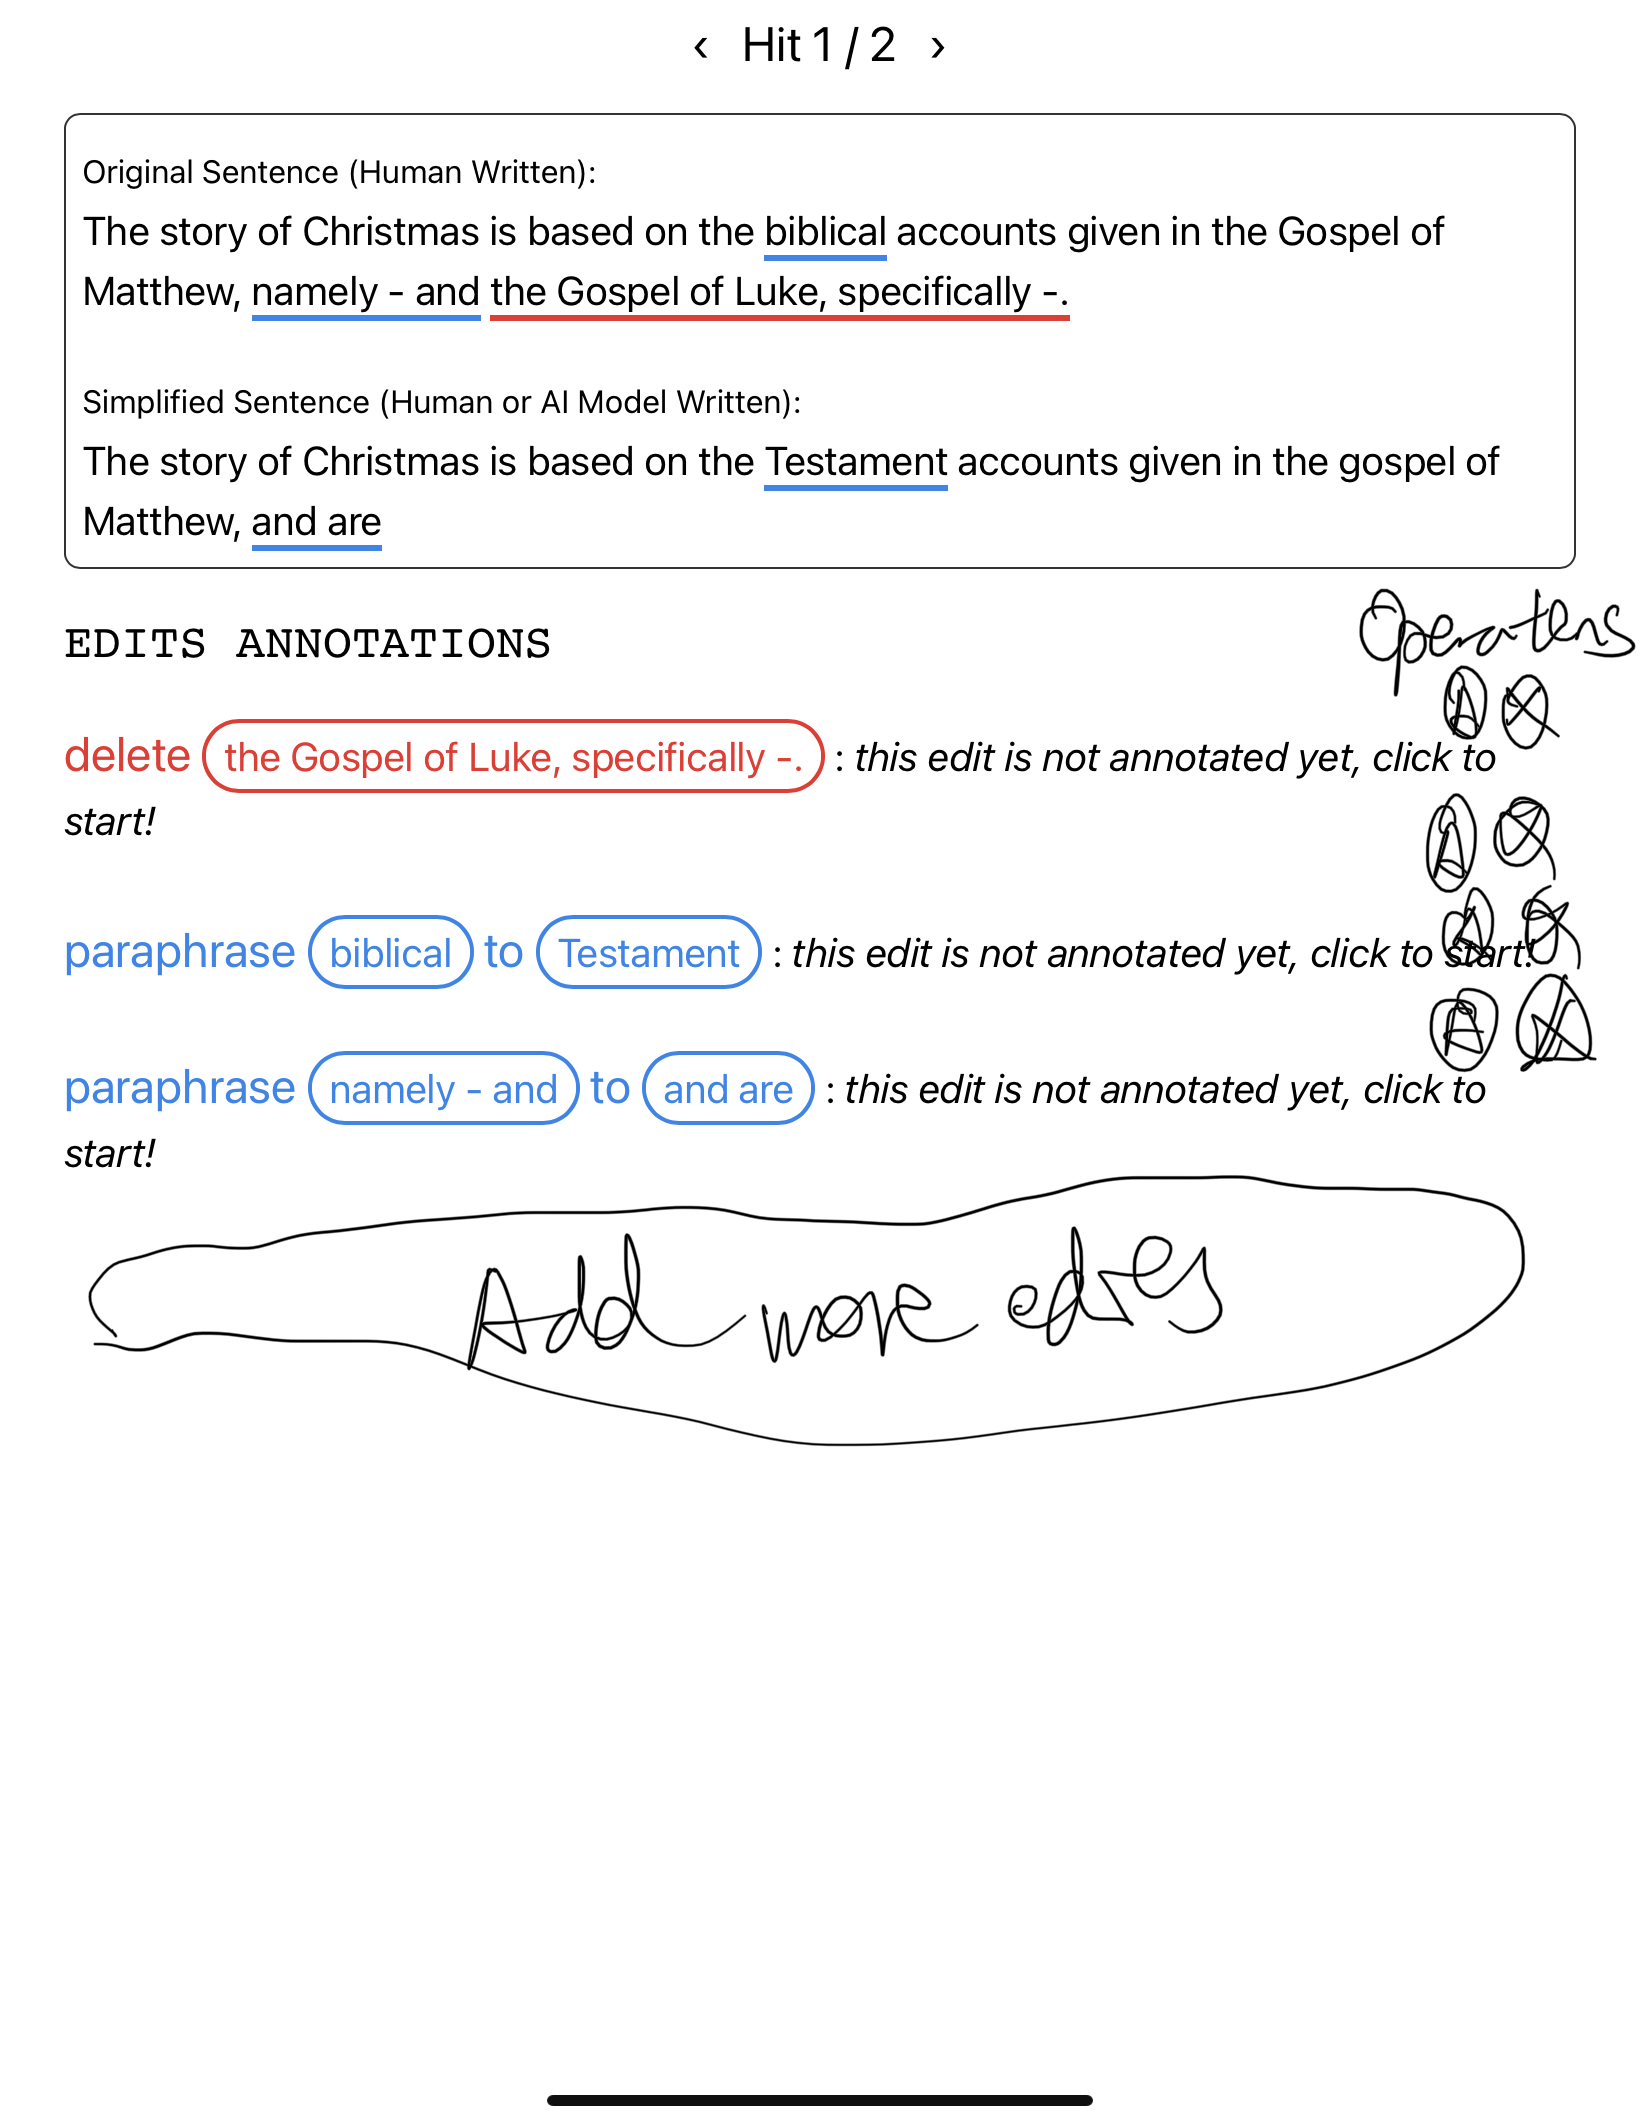 ‹ Hit 1 / 2 ›
Original Sentence (Human Written):
The story of Christmas is based on the biblical accounts given in the Gospel of
Matthew, namely - and the Gospel of Luke, specifically -.
Simplified Sentence (Human or AI Model Written):
The story of Christmas is based on the Testament accounts given in the gospel of
Matthew, and are
EDITS ANNOTATIONS
delete the Gospel of Luke, specifically -. : this edit is not annotated yet, click to
start!
paraphrase biblical to Testament : this edit is not annotated yet, click to start!
paraphrase namely - and to and are : this edit is not annotated yet, click to
start!
Add more